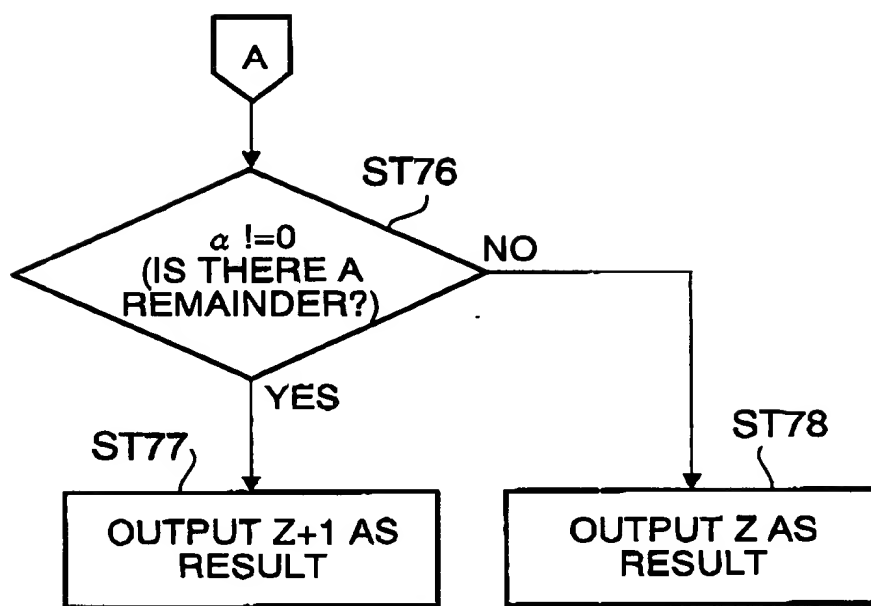 A
ST76
α !=0
(IS THERE A
REMAINDER?)
NO
YES
ST77
ST78
OUTPUT Z+1 AS
RESULT
OUTPUT Z AS
RESULT